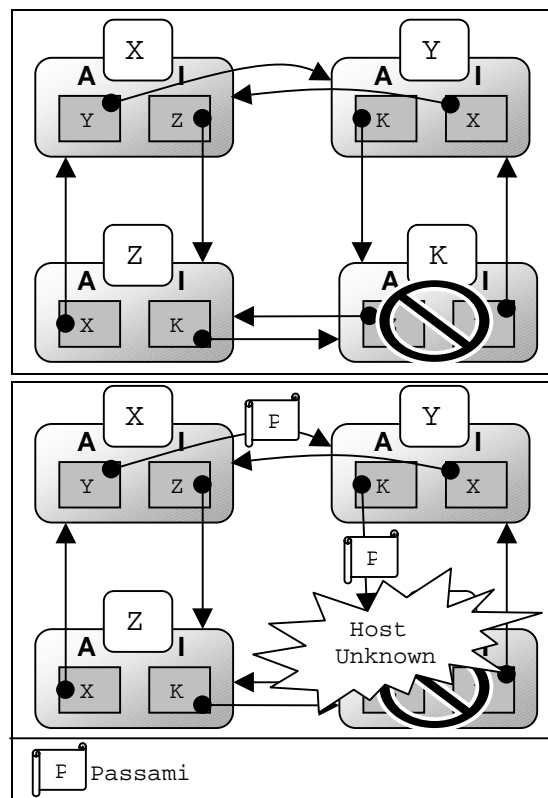 X Y
A I A I
Y Z K X
Z K
A I A
X K
X Y
P
A I A I
Y Z K X
P
Z
Host
A I
Unknown
X K
P Passami